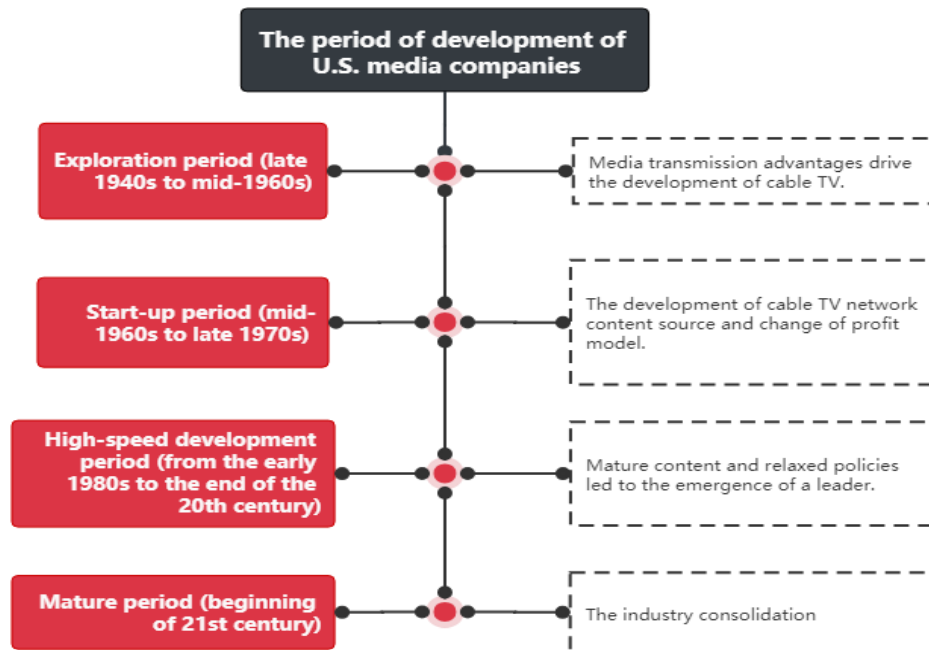 The period of development of
U.S. media companies
Exploration period (late
1940s to mid-1960s)
Media transmission advantages drive
the development of cable TV.
Start-up period (mid-
1960s to late 1970s)
The development of cable TV network
content source and change of profit
model.
High-speed development
period (from the early
1980s to the end of the
20th century)
Mature content and relaxed policies
led to the emergence of a leader.
Mature period (beginning
of 21st century)
The industry consolidation